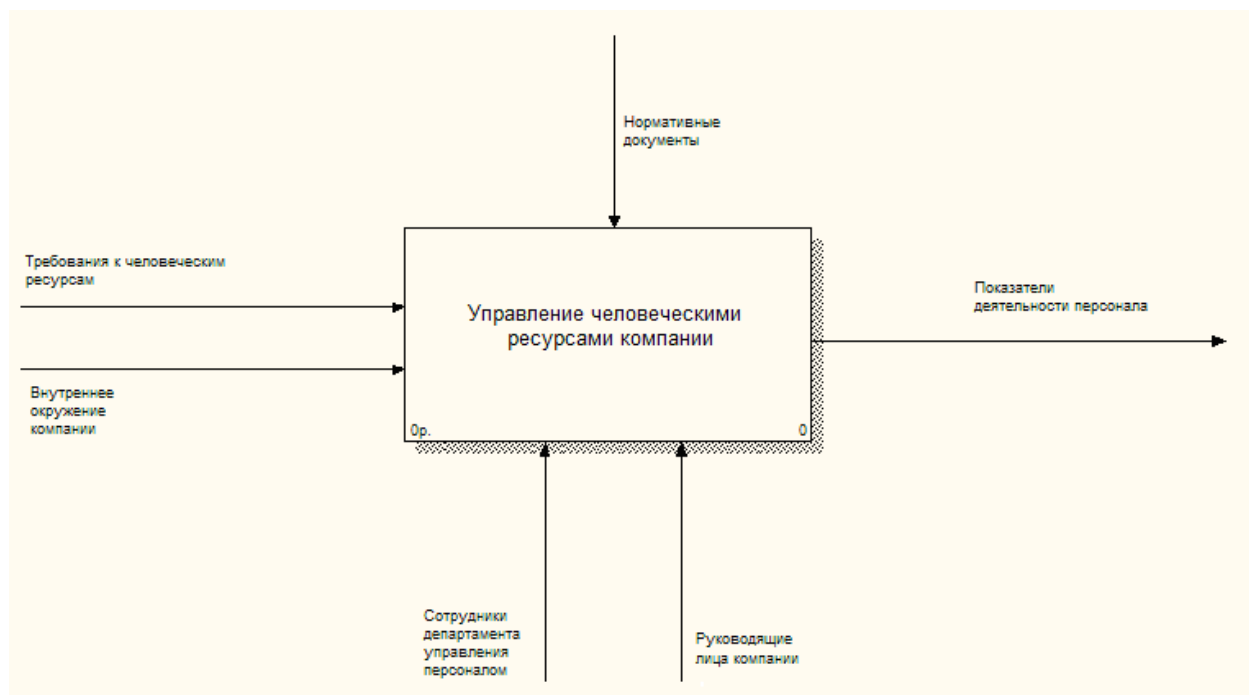 Нормативные
документы
Требования к человеческим
ресурсам
Показатели
деятельности персонала
Управление человеческими
ресурсами компании
Внутреннее
окружение
компании
0р.
0
Сотрудники
департамента
управления
персоналом
Руководящие
лица компании